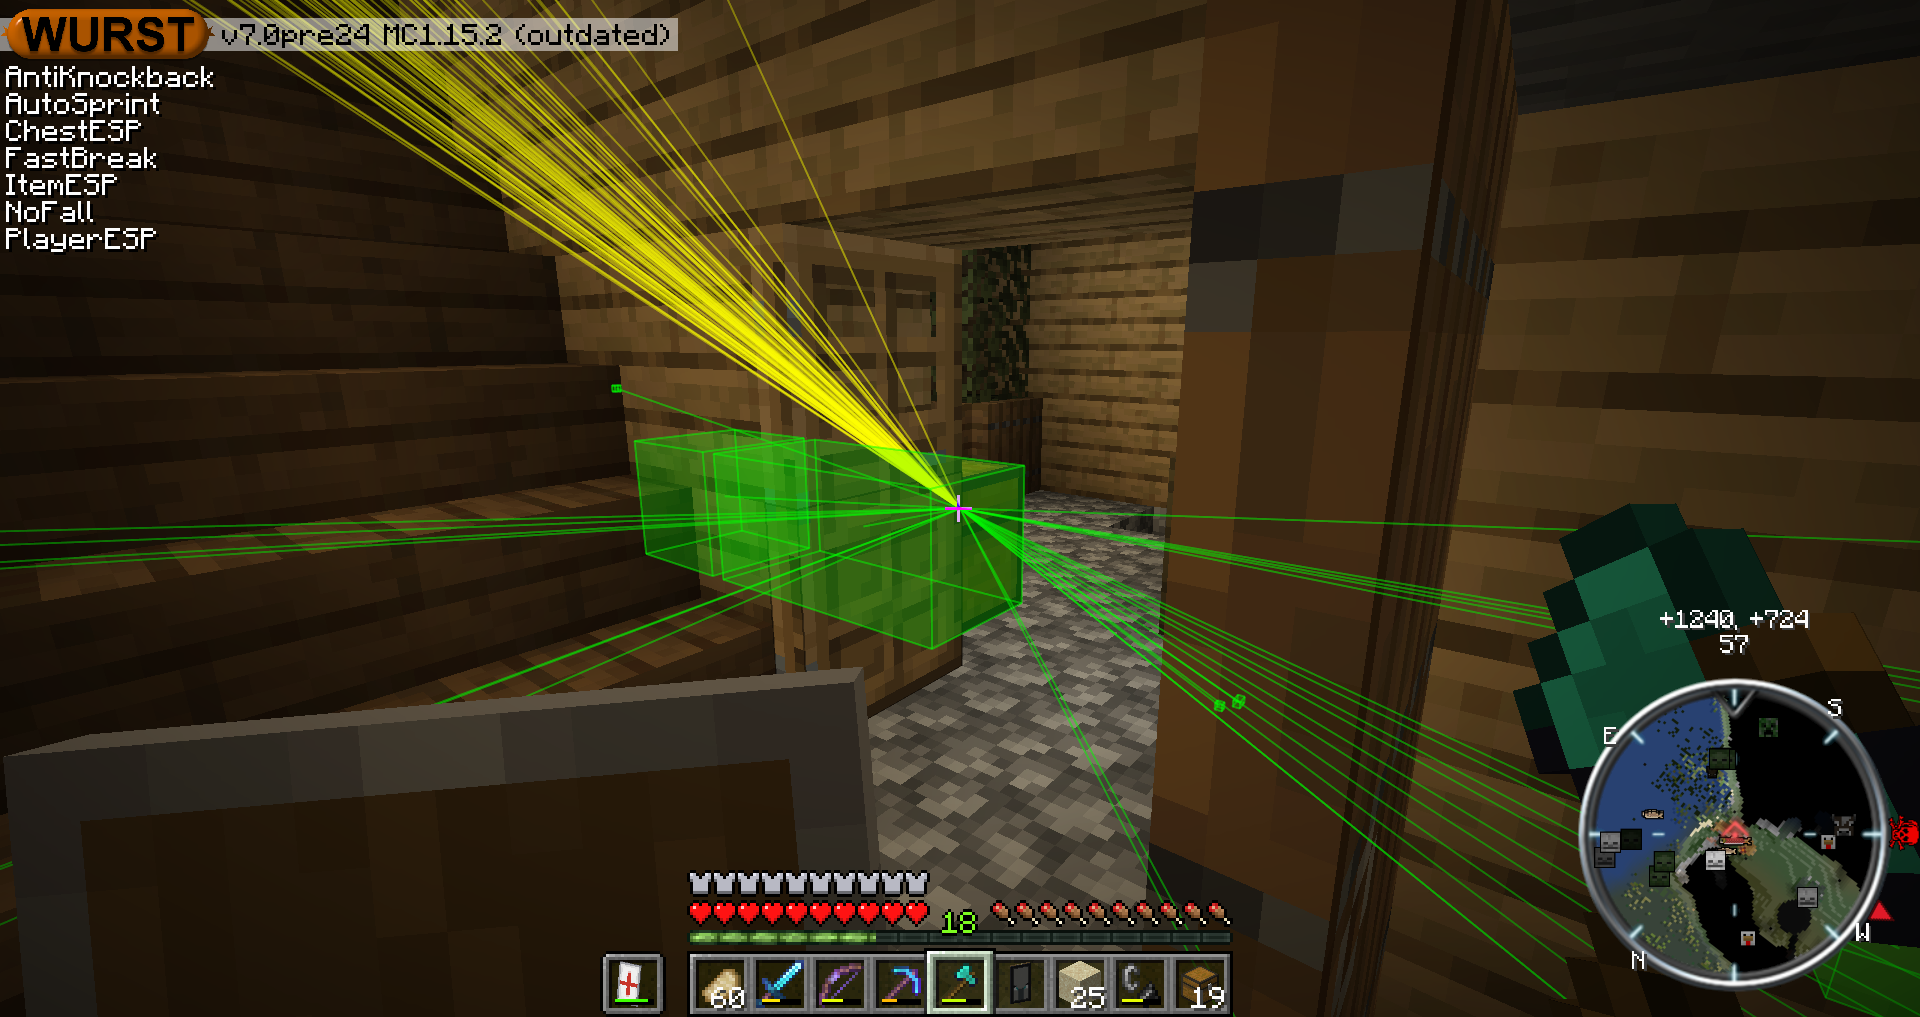 WURST v7.0pre24 MC1.15.2 (outdated)
AntiKnockback
AutoSprint
ChestESP
FastBreak
ItemESP
NoFall
PlayerESP
+1240, +724
57
S
E
W
N
18
60
25
19